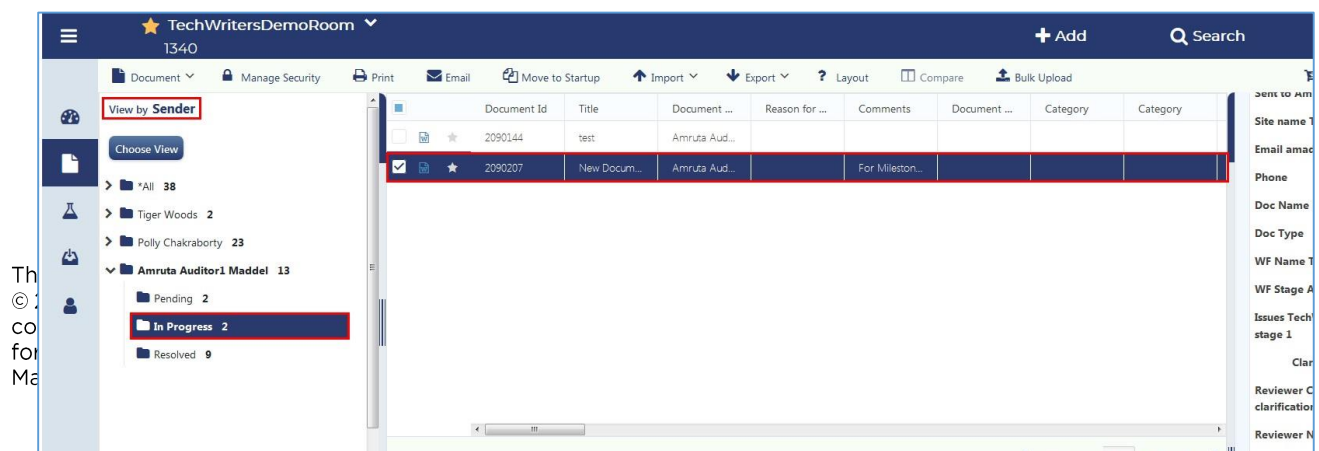 TechWritersDemoRoom
1340
Add
Search
Document
Manage Security
Print
Email
Move to Startup
Import
Export
? Layout
Compare
Bulk Upload
View by Sender
Choose View
*All 38
Tiger Woods 2
Polly Chakraborty 23
Amruta Auditor1 Maddel 13
Pending 2
In Progress 2
Resolved 9
Document Id Title Document ... Reason for ... Comments Document ... Category Category
2090144 test Amruta Aud...
2090207 New Docum... Amruta Aud... For Mileston...
Sent to Am
Site name T
Email amac
Phone
Doc Name
Doc Type
WF Name T
WF Stage A
Issues Tech
stage 1
Clar
Reviewer C
clarification
Reviewer N
Th
©
co
for
Ma